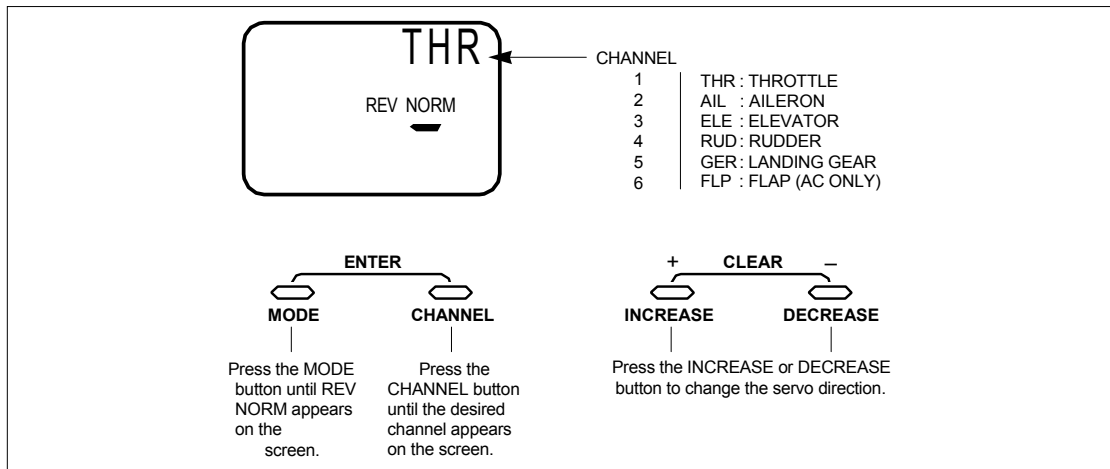 THR
REV NORM
CHANNEL
1 THR : THROTTLE
2 AIL : AILERON
3 ELE : ELEVATOR
4 RUD : RUDDER
5 GER : LANDING GEAR
6 FLP : FLAP (AC ONLY)
ENTER
MODE CHANNEL
Press the MODE
button until REV
NORM appears
on the
screen.
Press the
CHANNEL button
until the desired
channel appears
on the screen.
+ CLEAR –
INCREASE DECREASE
Press the INCREASE or DECREASE
button to change the servo direction.